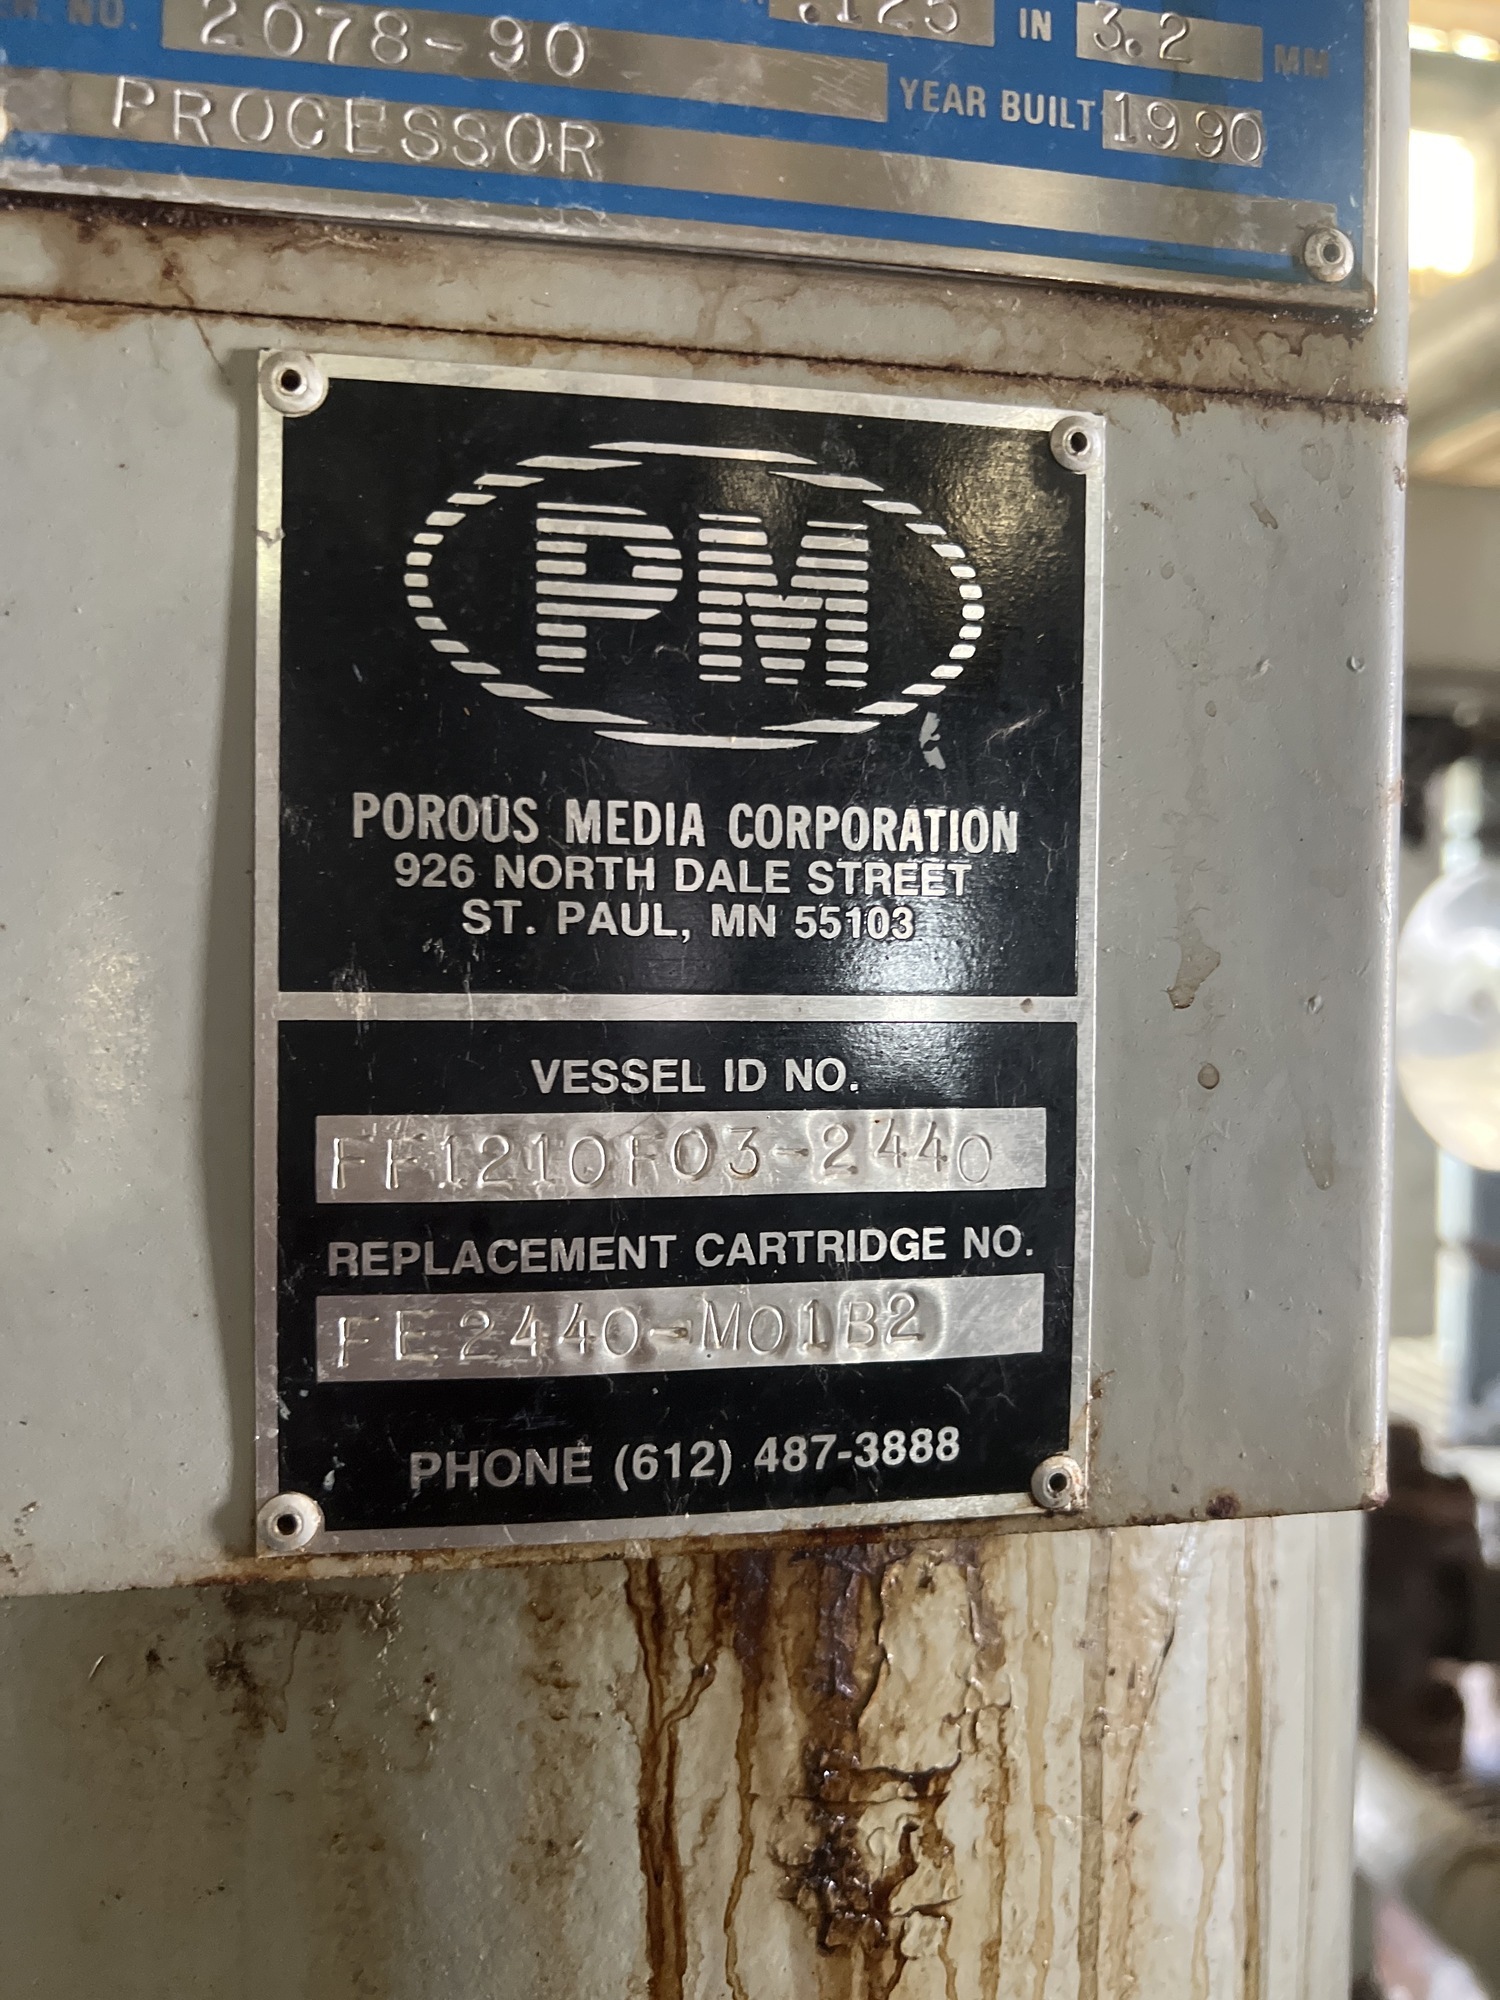 NO. 2078-90
.125 IN 3.2 MM
YEAR BUILT 1990
PROCESSOR
PM
POROUS MEDIA CORPORATION
926 NORTH DALE STREET
ST. PAUL, MN 55103
VESSEL ID NO.
FF1210F03-2440
REPLACEMENT CARTRIDGE NO.
FE2440-M01B2
PHONE (612) 487-3888